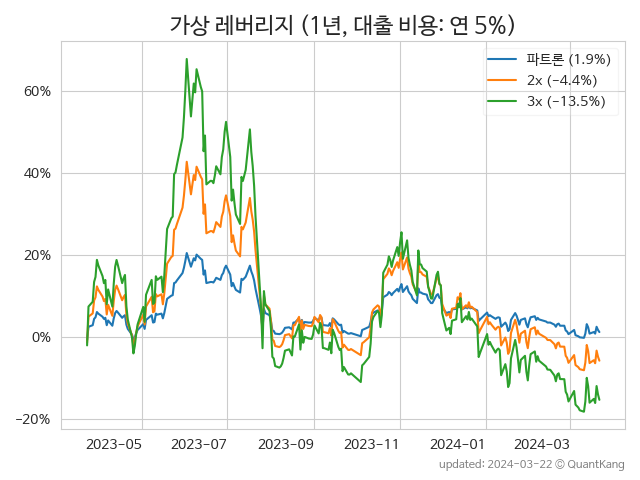 가상 레버리지 (1년, 대출 비용: 연 5%)
파트론 (1.9%)
2x (−4.4%)
3x (−13.5%)
60%
40%
20%
0%
−20%
2023-05
2023-07
2023-09
2023-11
2024-01
2024-03
updated: 2024-03-22 © QuantKang